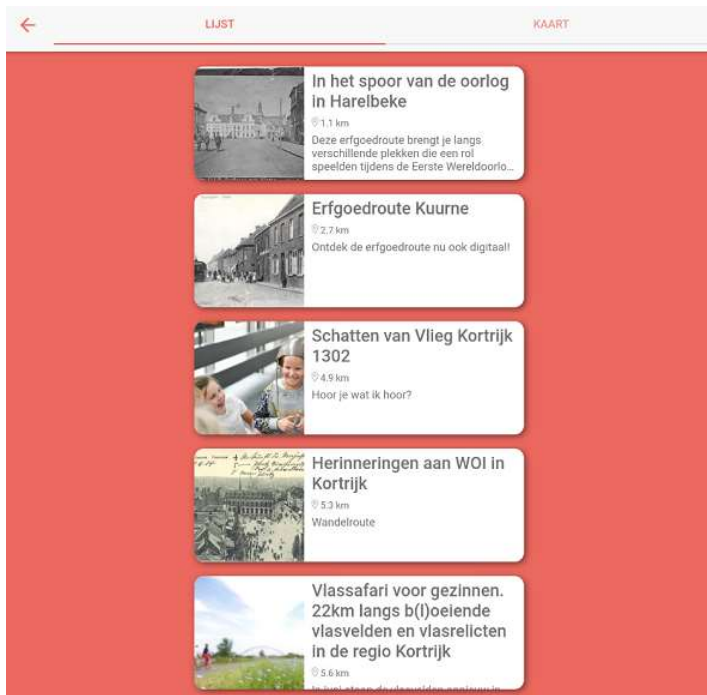 LIJST
KAART
In het spoor van de oorlog
in Harelbeke
1.1 km
Deze erfgoedroute brengt je langs
verschillende plekken die een rol
speelden tijdens de Eerste Wereldoorlo...
Erfgoedroute Kuurne
2.7 km
Ontdek de erfgoedroute nu ook digitaal!
Schatten van Vlieg Kortrijk
1302
4.9 km
Hoor je wat ik hoor?
Herinneringen aan WOI in
Kortrijk
5.3 km
Wandelroute
Vlassafari voor gezinnen.
22km langs b(l)oeiende
vlasvelden en vlasrelicten
in de regio Kortrijk
5.6 km